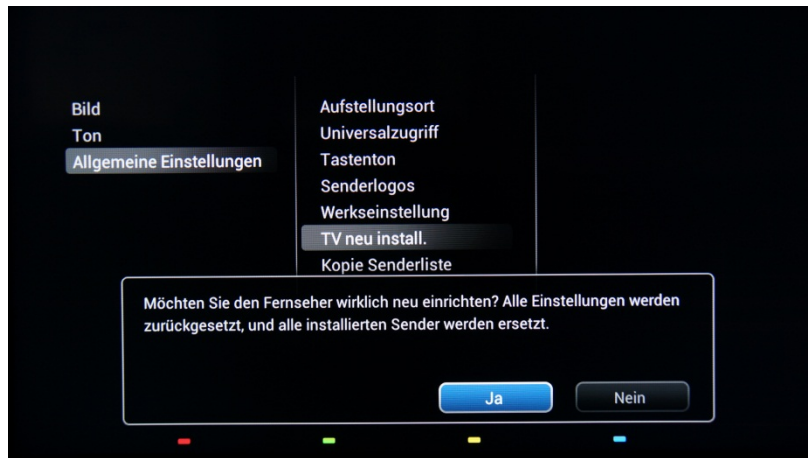 Bild
Ton
Allgemeine Einstellungen
Aufstellungsort
Universalzugriff
Tastenton
Senderlogos
Werkseinstellung
TV neu install.
Kopie Senderliste
Möchten Sie den Fernseher wirklich neu einrichten? Alle Einstellungen werden
zurückgesetzt, und alle installierten Sender werden ersetzt.
Ja
Nein